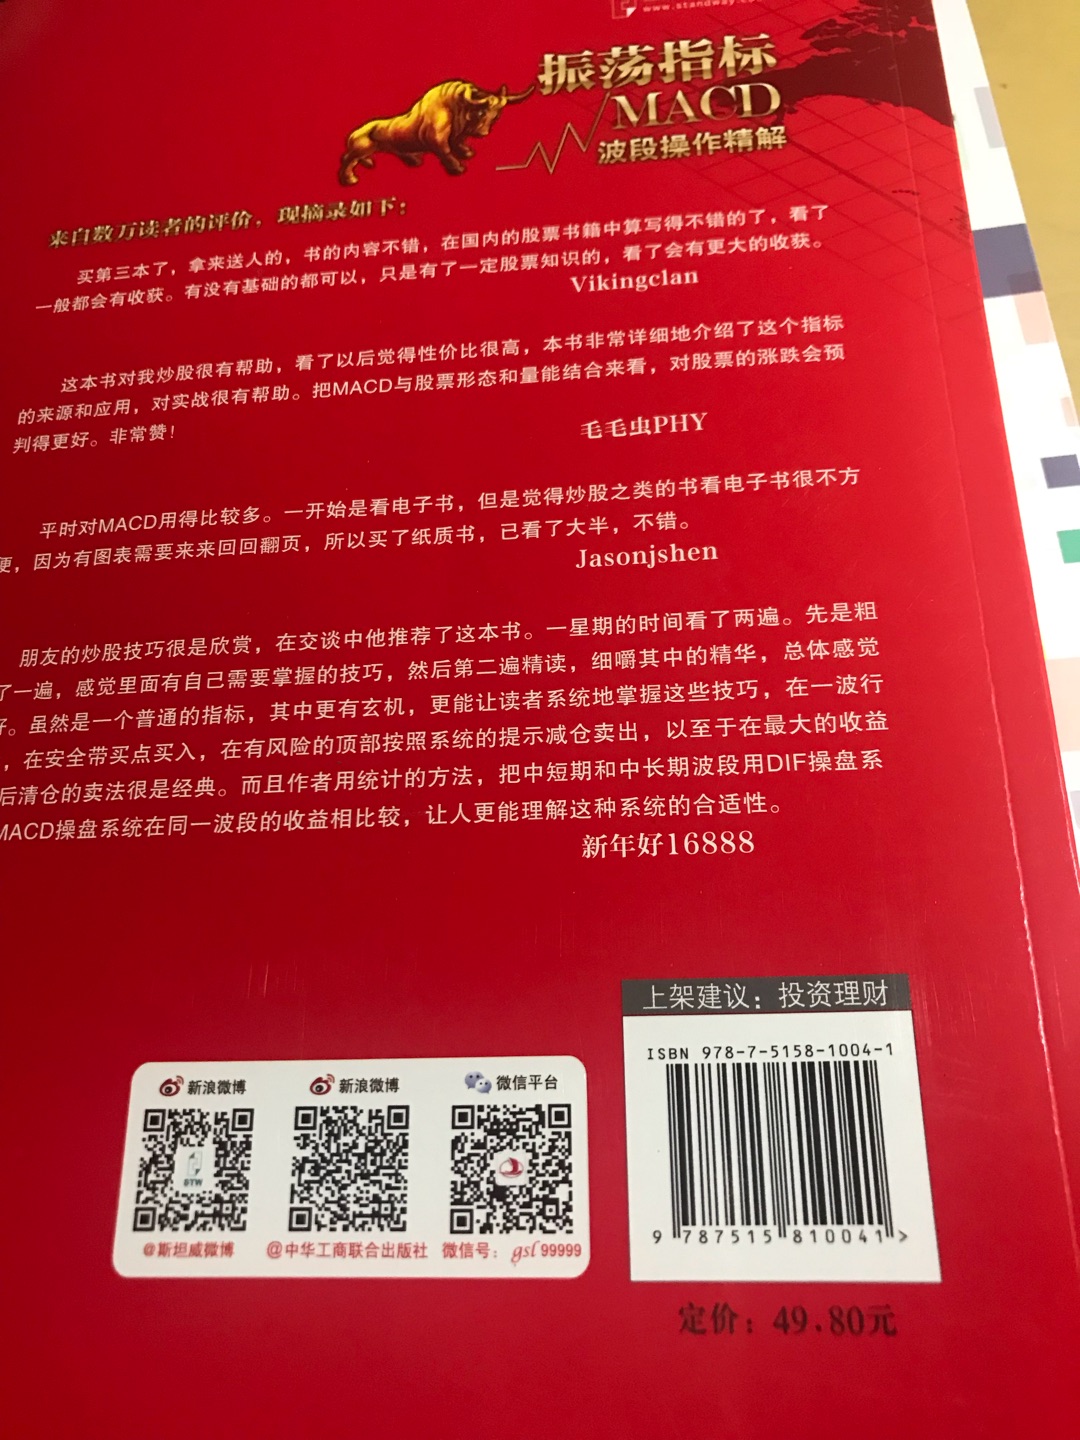 www.standway.co
振荡指标
MACD
波段操作精解
来自数万读者的评价，现摘录如下：
买第三本了，拿来送人的，书的内容不错，在国内的股票书籍中算写得不错的了，看了
一般都会有收获。有没有基础的都可以，只是有了一定股票知识的，看了会有更大的收获。
Vikingclan
这本书对我炒股很有帮助，看了以后觉得性价比很高，本书非常详细地介绍了这个指标
的来源和应用，对实战很有帮助。把MACD与股票形态和量能结合来看，对股票的涨跌会预
判得更好。非常赞！
毛毛虫PHY
平时对MACD用得比较多。一开始是看电子书，但是觉得炒股之类的书看电子书很不方
便，因为有图表需要来来回回翻页，所以买了纸质书，已看了大半，不错。
Jasonjshen
朋友的炒股技巧很是欣赏，在交谈中他推荐了这本书。一星期的时间看了两遍。先是粗
了一遍，感觉里面有自己需要掌握的技巧，然后第二遍精读，细嚼其中的精华，总体感觉
好。虽然是一个普通的指标，其中更有玄机，更能让读者系统地掌握这些技巧，在一波行
，在安全带买点买入，在有风险的顶部按照系统的提示减仓卖出，以至于在最大的收益
后清仓的卖法很是经典。而且作者用统计的方法，把中短期和中长期波段用DIF操盘系
MACD操盘系统在同一波段的收益相比较，让人更能理解这种系统的合适性。
新年好16888
上架建议：投资理财
ISBN 978-7-5158-1004-1
9 787515 810041 >
新浪微博
新浪微博
微信平台
STW
@斯坦威微博
@中华工商联合出版社
微信号：gsl 99999
定价：49.80元